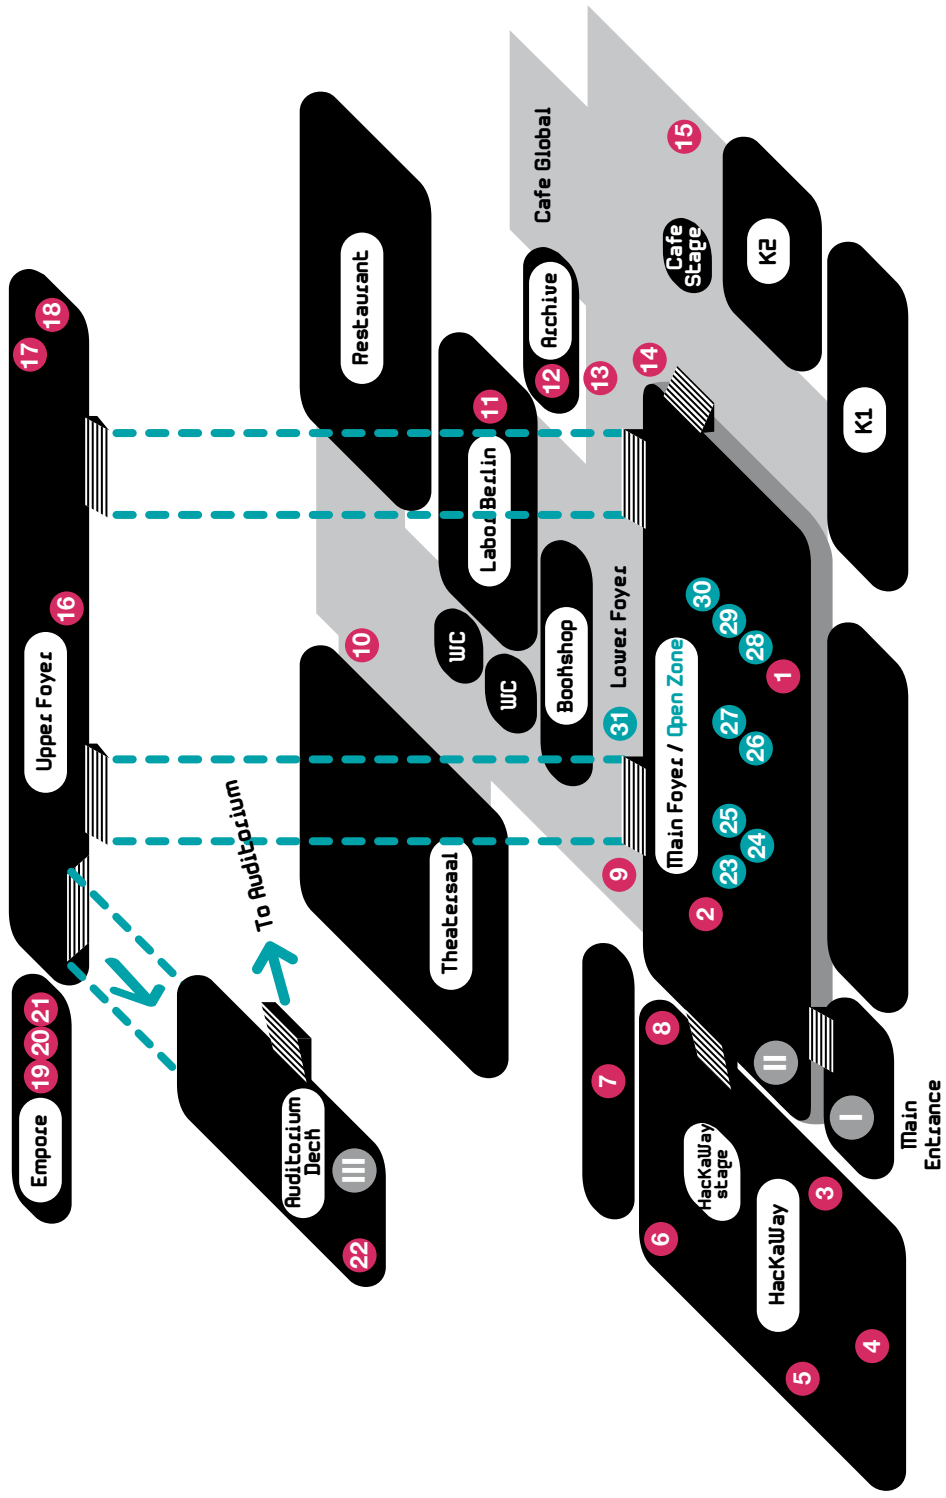 Empore
19
20
21
Upper Foyer
16
17
18
Auditorium
Deck
III
22
To Auditorium
Theatersaal
10
Restaurant
WC
WC
Labor Berlin
11
Bookshop
Archive
12
Cafe Global
7
9
31
Lower Foyer
13
14
15
Cafe
Stage
Main Foyer / Open Zone
2
23
24
25
26
27
28
29
30
1
K2
K1
8
6
HacKaWay
stage
HacKaWay
3
5
4
II
I
Main
Entrance